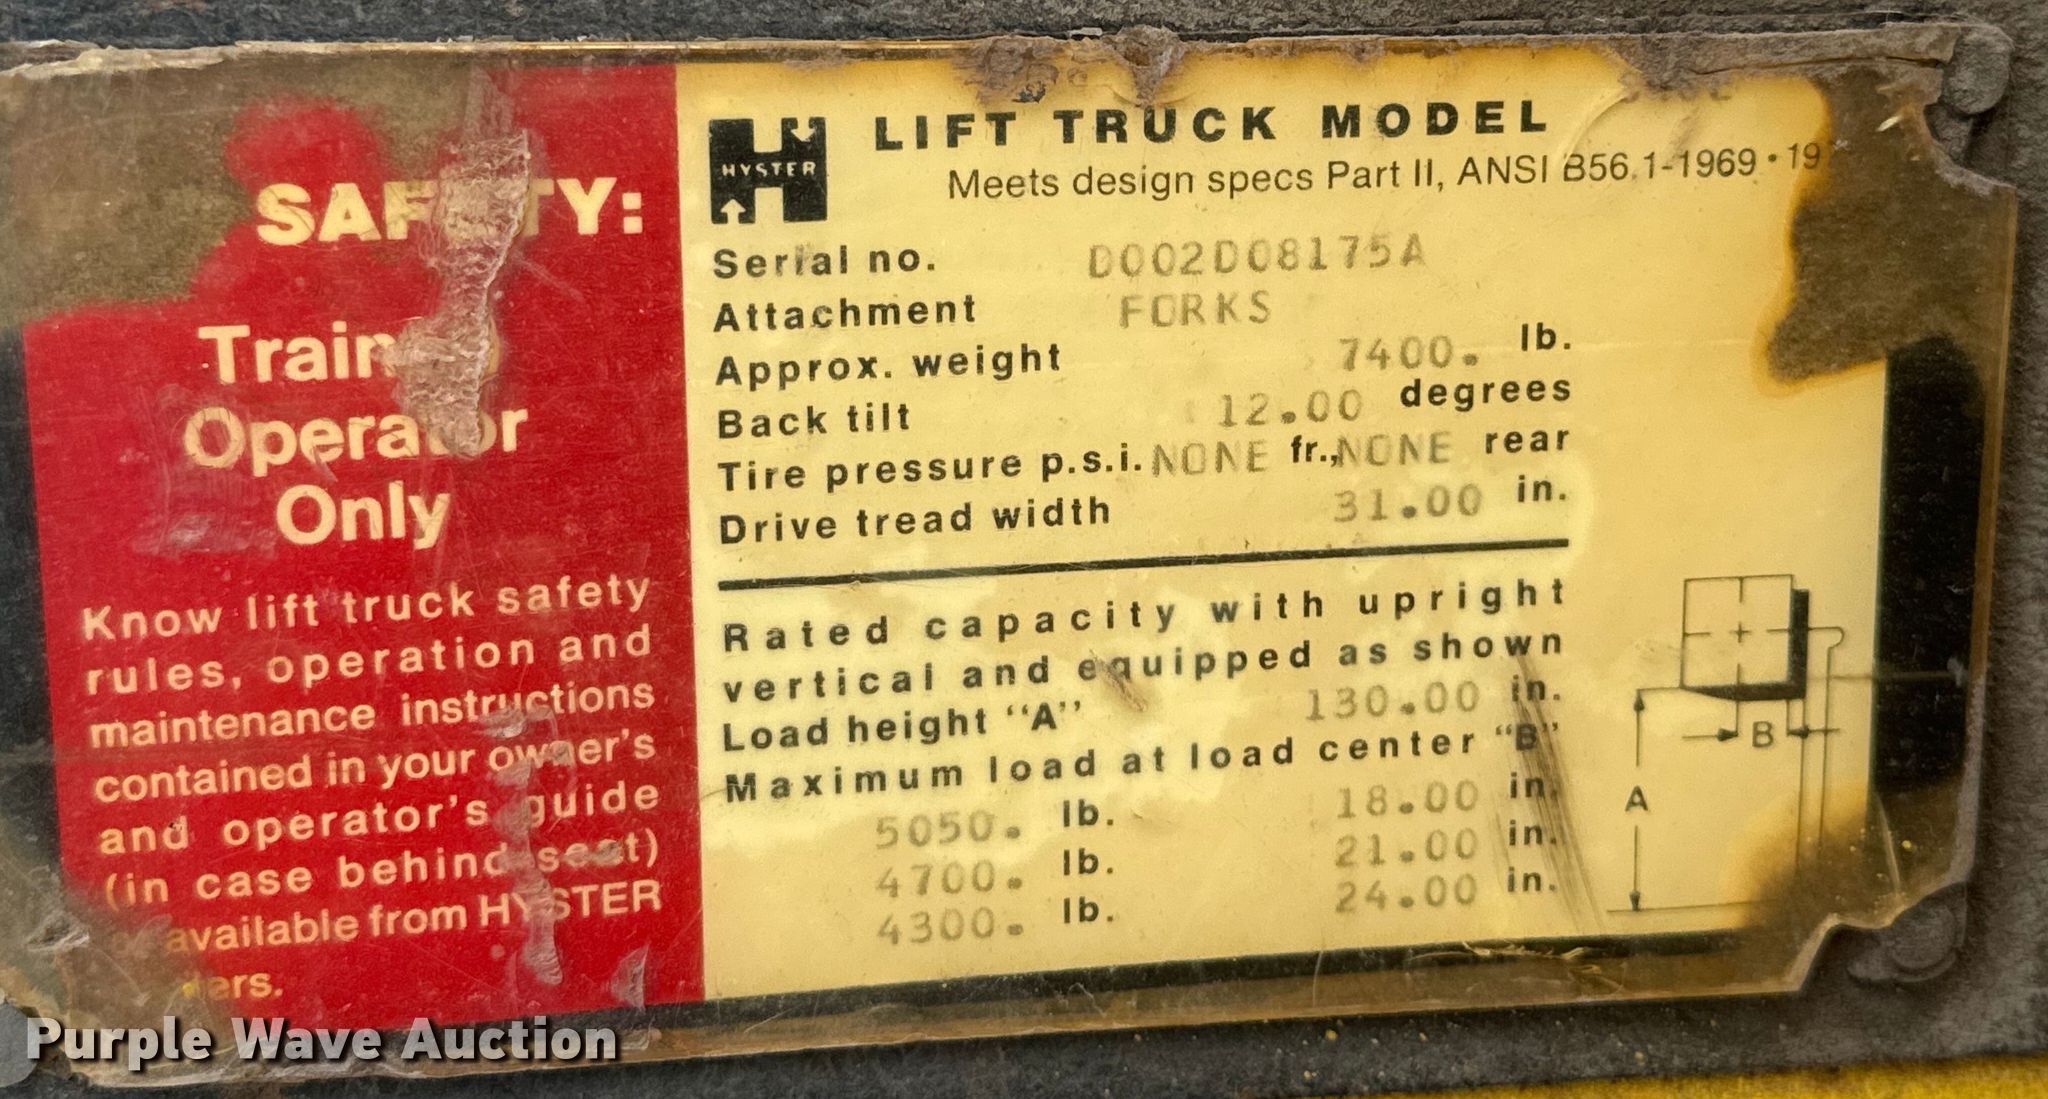 SAFETY:
Trained
Operator
Only
Know lift truck safety
rules, operation and
maintenance instructions
contained in your owner's
and operator's guide
(in case behind seat)
or available from HYSTER
HYSTER
LIFT TRUCK MODEL
Meets design specs Part II, ANSI B56.1-1969 • 19
Serial no. D002D08175A
Attachment FORKS
Approx. weight 7400. lb.
Back tilt 12.00 degrees
Tire pressure p.s.i. NONE fr., NONE rear
Drive tread width 31.00 in.
Rated capacity with upright
vertical and equipped as shown
Load height "A" 130.00 in.
Maximum load at load center "B"
5050. lb. 18.00 in.
4700. lb. 21.00 in.
4300. lb. 24.00 in.
B
A
Purple Wave Auction